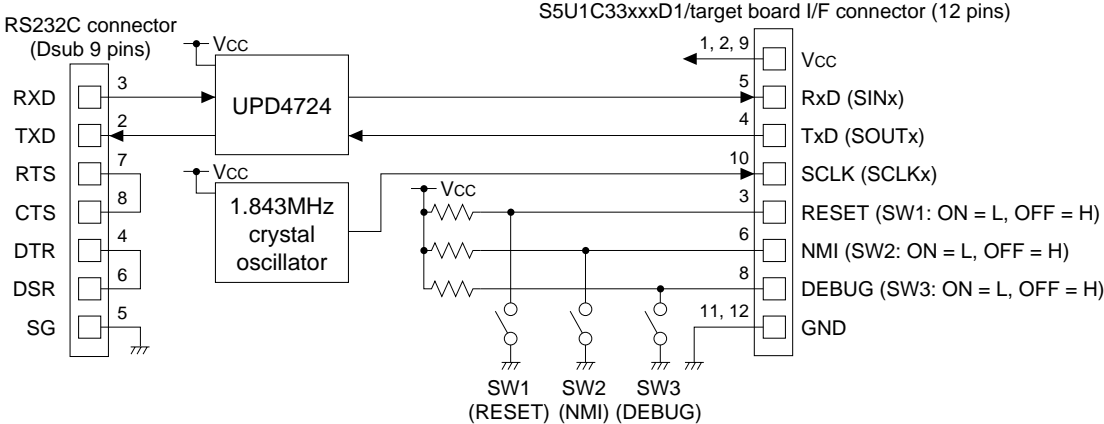 S5U1C33xxxD1/target board I/F connector (12 pins)
RS232C connector
(Dsub 9 pins)
VCC
1, 2, 9
VCC
RXD
3
UPD4724
5
RxD (SINx)
TXD
2
4
TxD (SOUTx)
RTS
7
VCC
10
SCLK (SCLKx)
CTS
8
1.843MHz
crystal
oscillator
VCC
3
RESET (SW1: ON = L, OFF = H)
DTR
4
6
NMI (SW2: ON = L, OFF = H)
DSR
6
8
DEBUG (SW3: ON = L, OFF = H)
SG
5
11, 12
GND
SW1
(RESET)
SW2
(NMI)
SW3
(DEBUG)